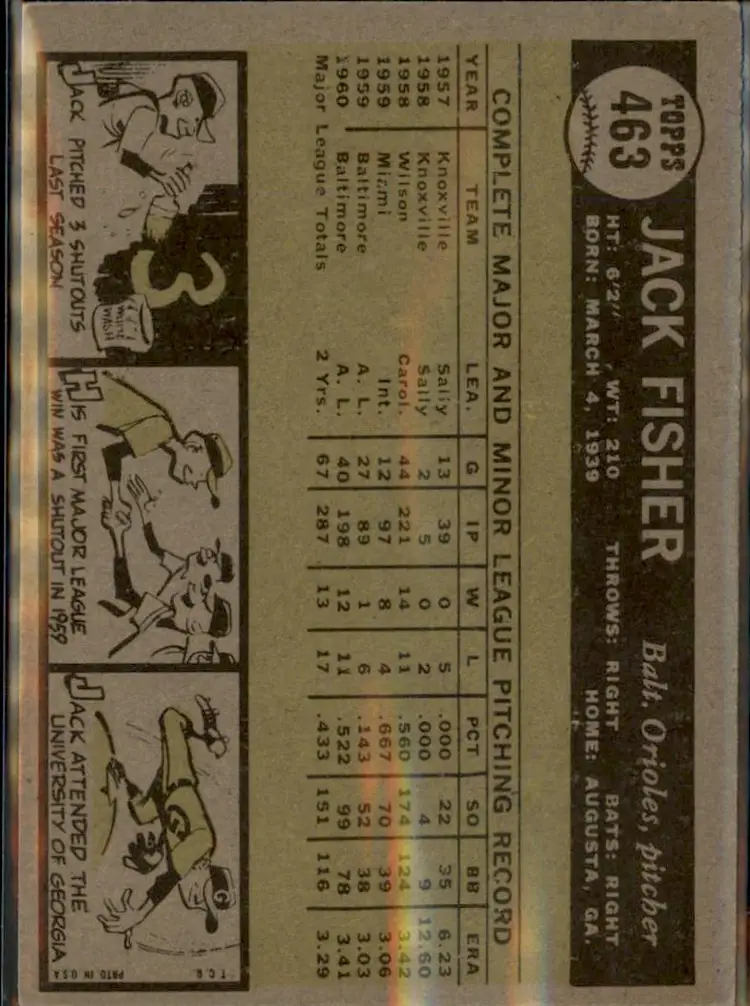 TOPPS
463
JACK FISHER Balt. Orioles, pitcher
HT: 6'2" WT: 210 THROWS: RIGHT BATS: RIGHT
BORN: MARCH 4, 1939 HOME: AUGUSTA, GA.
COMPLETE MAJOR AND MINOR LEAGUE PITCHING RECORD
YEAR TEAM LEA. G IP W L PCT SO BB ERA
1957 Knoxville Sally 13 39 0 5 .000 22 35 6.23
1958 Knoxville Sally 2 5 0 2 .000 4 9 12.60
1958 Wilson Carol. 44 221 14 11 .560 174 124 3.42
1959 Miami Int. 12 97 8 4 .667 70 39 3.06
1959 Baltimore A. L. 27 89 1 6 .143 52 38 3.03
1960 Baltimore A. L. 40 198 12 11 .522 99 78 3.41
Major League Totals 2 Yrs. 67 287 13 17 .433 151 116 3.29
3
WASH
JACK PITCHED 3 SHUTOUTS
LAST SEASON
HIS FIRST MAJOR LEAGUE
WIN WAS A SHUTOUT IN 1959
G
G
JACK ATTENDED THE
UNIVERSITY OF GEORGIA
T.C.G.
PRTD IN U.S.A.